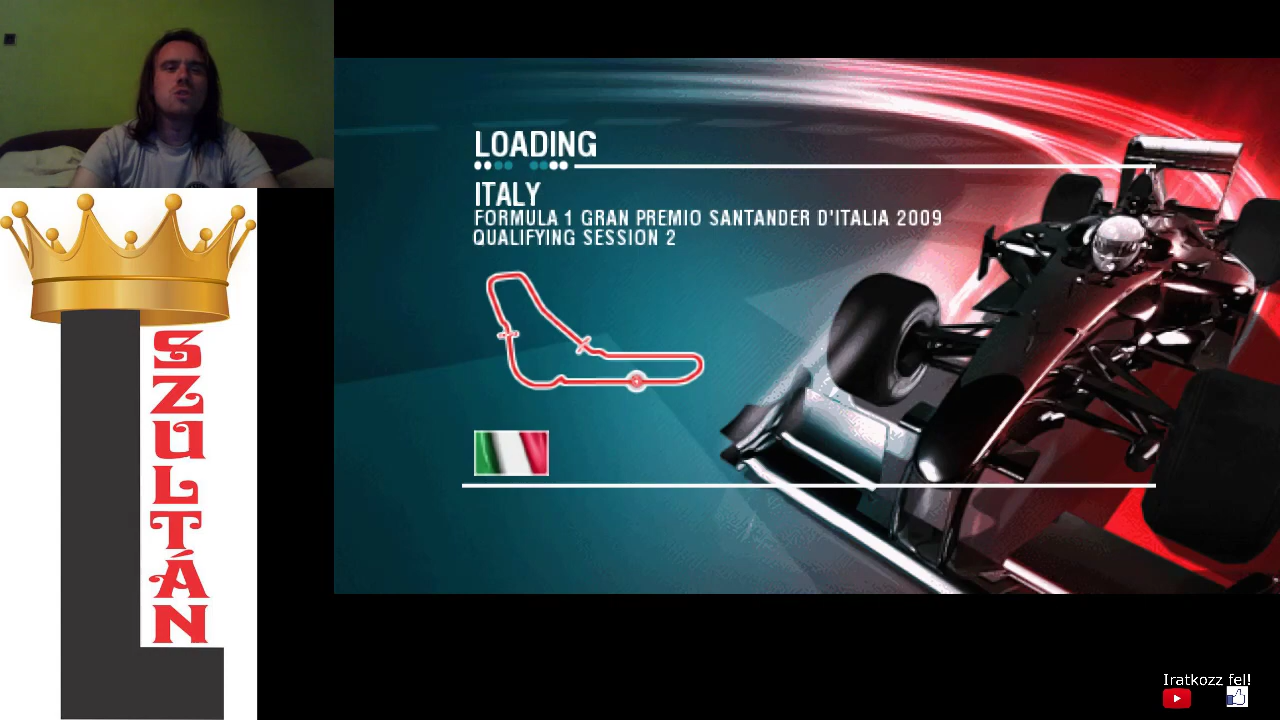 LOADING
ITALY
FORMULA 1 GRAN PREMIO SANTANDER D'ITALIA 2009
QUALIFYING SESSION 2
L
SZULTÁN
Iratkozz fel!